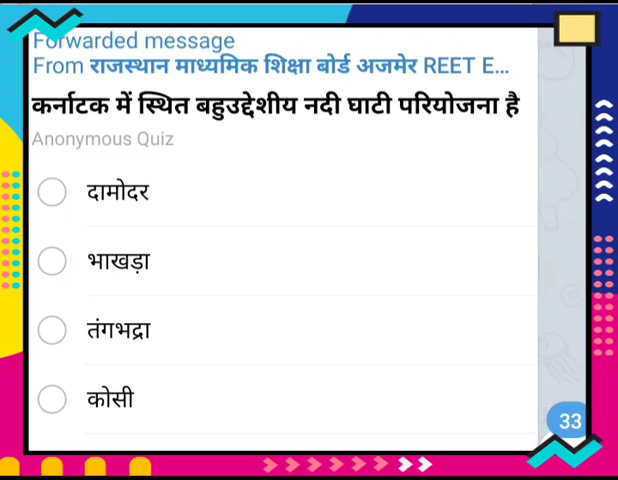 Forwarded message
From राजस्थान माध्यमिक शिक्षा बोर्ड अजमेर REET E...
कर्नाटक में स्थित बहुउद्देशीय नदी घाटी परियोजना है
Anonymous Quiz
दामोदर
भाखड़ा
तंगभद्रा
कोसी
33